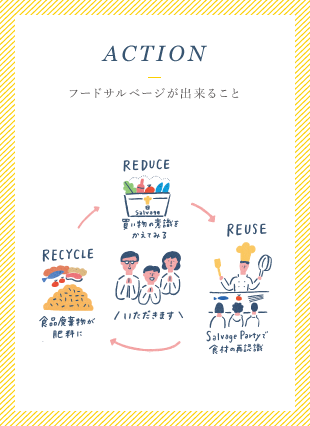 ACTION
フードサルベージが出来ること
REDUCE
Salvage
買い物の意識を
かえてみる
REUSE
Salvage Partyで
食材の再認識
RECYCLE
食品廃棄物が
肥料に
/ いただきます \